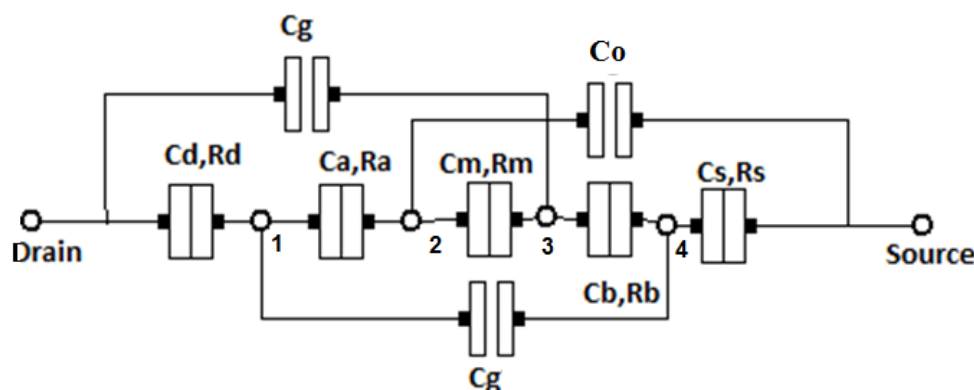 Cg
Co
Cd,Rd
Ca,Ra
Cm,Rm
Cs,Rs
Drain
1
2
3
4
Source
Cb,Rb
Cg